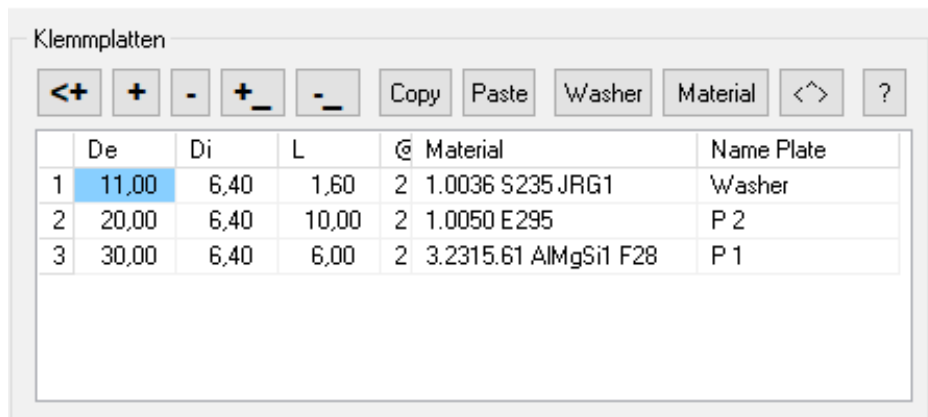 Klemmplatten
<+ + - +_ -_ Copy Paste Washer Material <^> ?
De Di L @ Material Name Plate
1 11,00 6,40 1,60 2 1.0036 S235 JRG1 Washer
2 20,00 6,40 10,00 2 1.0050 E295 P 2
3 30,00 6,40 6,00 2 3.2315.61 AlMgSi1 F28 P 1